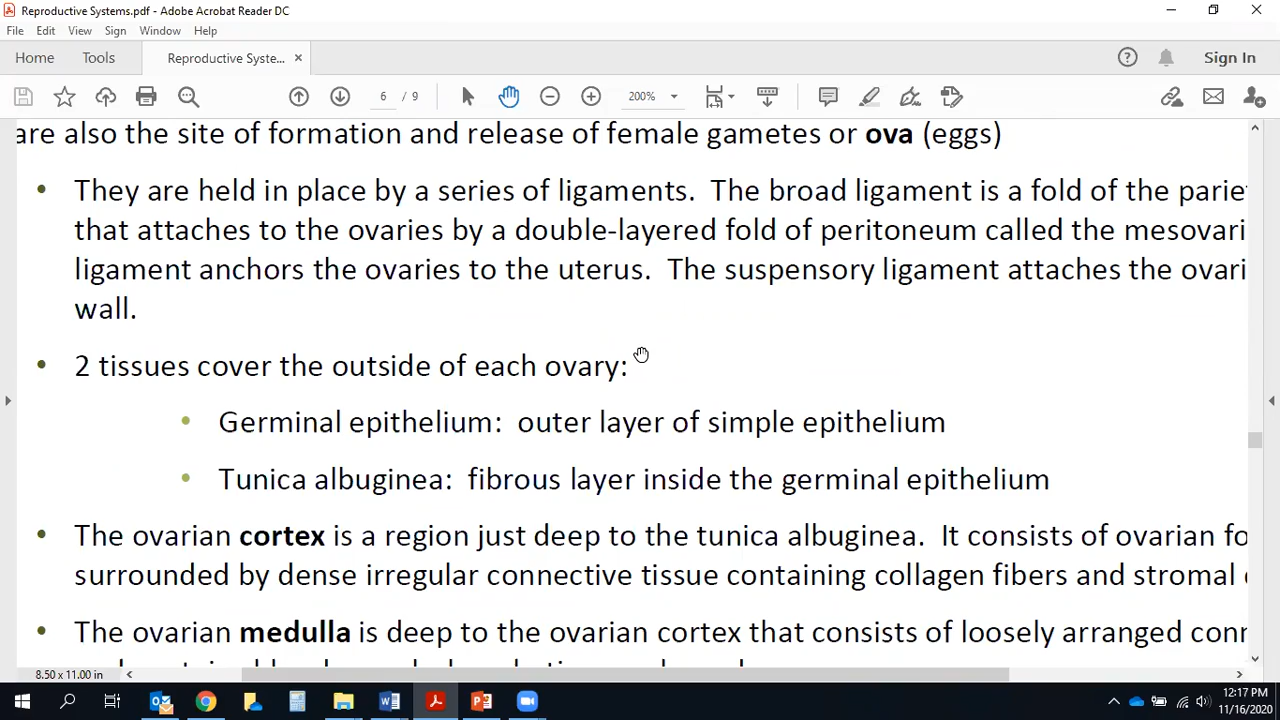 Reproductive Systems.pdf - Adobe Acrobat Reader DC
File Edit View Sign Window Help
Home Tools Reproductive Syste... Sign In
6 / 9 200%
are also the site of formation and release of female gametes or ova (eggs)
• They are held in place by a series of ligaments. The broad ligament is a fold of the pariet
that attaches to the ovaries by a double-layered fold of peritoneum called the mesovari
ligament anchors the ovaries to the uterus. The suspensory ligament attaches the ovari
wall.
• 2 tissues cover the outside of each ovary:
• Germinal epithelium: outer layer of simple epithelium
• Tunica albuginea: fibrous layer inside the germinal epithelium
• The ovarian cortex is a region just deep to the tunica albuginea. It consists of ovarian fo
surrounded by dense irregular connective tissue containing collagen fibers and stromal
• The ovarian medulla is deep to the ovarian cortex that consists of loosely arranged conn
8.50 x 11.00 in
12:17 PM
11/16/2020